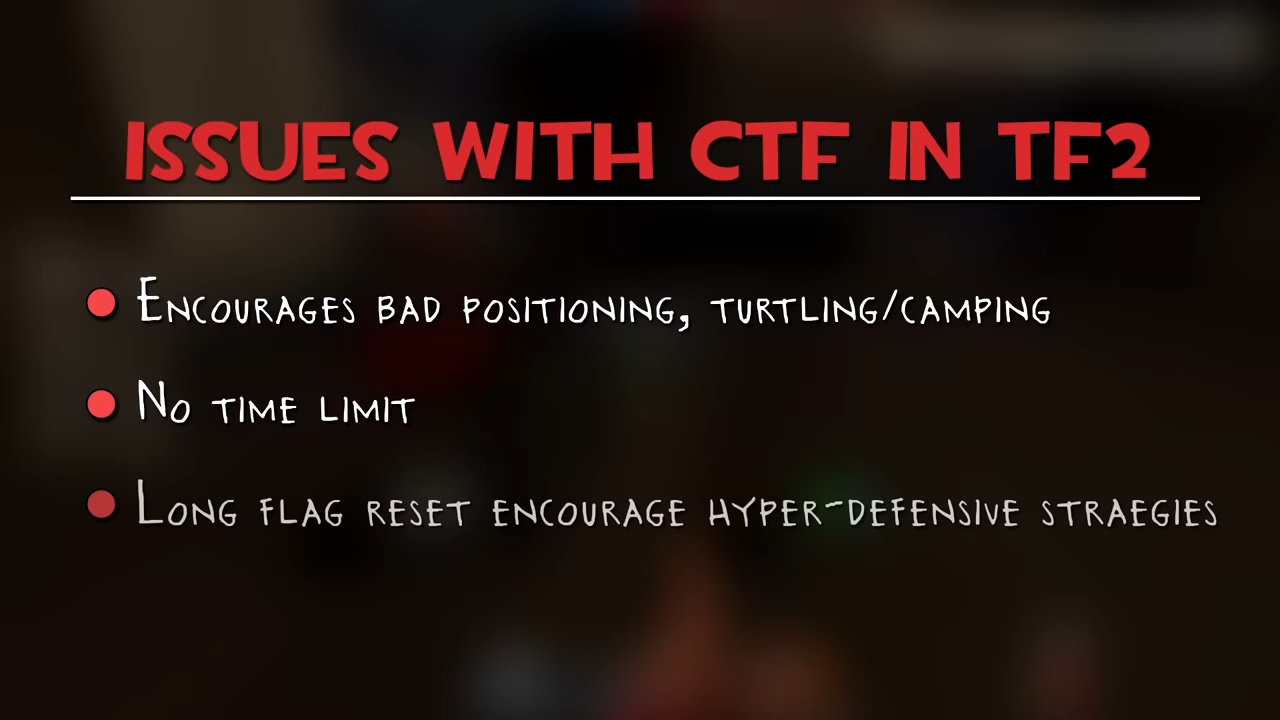 ISSUES WITH CTF IN TF2
Encourages bad positioning, turtling/camping
No time limit
Long flag reset encourage hyper-defensive straegies